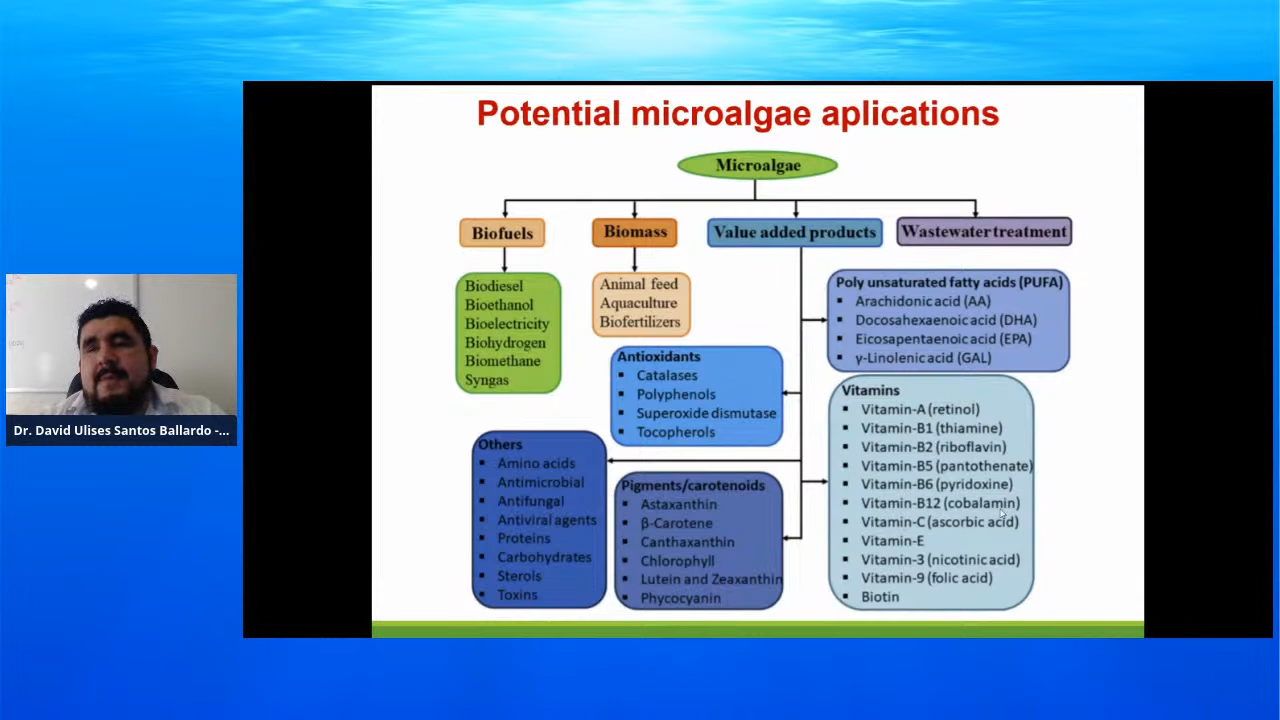 Potential microalgae aplications
Microalgae
Biofuels
Biomass
Value added products
Wastewater treatment
Biodiesel
Bioethanol
Bioelectricity
Biohydrogen
Biomethane
Syngas
Animal feed
Aquaculture
Biofertilizers
Poly unsaturated fatty acids (PUFA)
▪ Arachidonic acid (AA)
▪ Docosahexaenoic acid (DHA)
▪ Eicosapentaenoic acid (EPA)
▪ γ-Linolenic acid (GAL)
Antioxidants
▪ Catalases
▪ Polyphenols
▪ Superoxide dismutase
▪ Tocopherols
Vitamins
▪ Vitamin-A (retinol)
▪ Vitamin-B1 (thiamine)
▪ Vitamin-B2 (riboflavin)
▪ Vitamin-B5 (pantothenate)
▪ Vitamin-B6 (pyridoxine)
▪ Vitamin-B12 (cobalamin)
▪ Vitamin-C (ascorbic acid)
▪ Vitamin-E
▪ Vitamin-3 (nicotinic acid)
▪ Vitamin-9 (folic acid)
▪ Biotin
Others
▪ Amino acids
▪ Antimicrobial
▪ Antifungal
▪ Antiviral agents
▪ Proteins
▪ Carbohydrates
▪ Sterols
▪ Toxins
Pigments/carotenoids
▪ Astaxanthin
▪ β-Carotene
▪ Canthaxanthin
▪ Chlorophyll
▪ Lutein and Zeaxanthin
▪ Phycocyanin
Dr. David Ulises Santos Ballardo -...